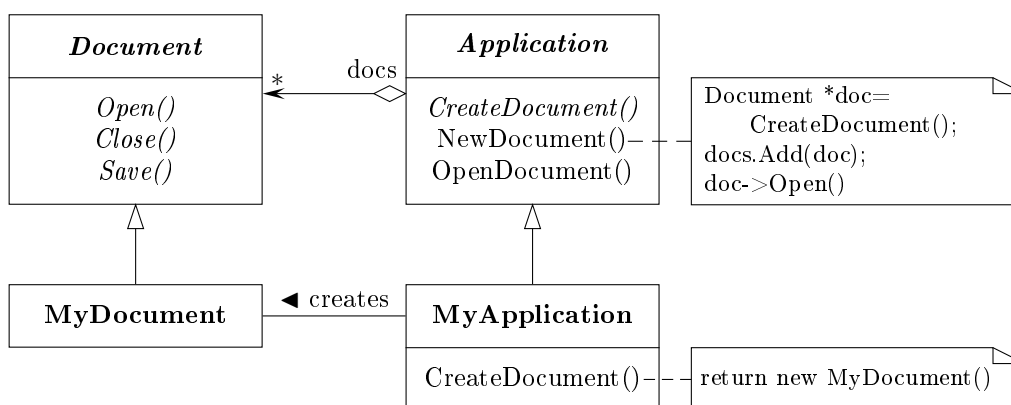 Document
Open()
Close()
Save()
*
docs
Application
CreateDocument()
NewDocument()
OpenDocument()
Document *doc=
CreateDocument();
docs.Add(doc);
doc->Open()
MyDocument
◄ creates
MyApplication
CreateDocument()
return new MyDocument()